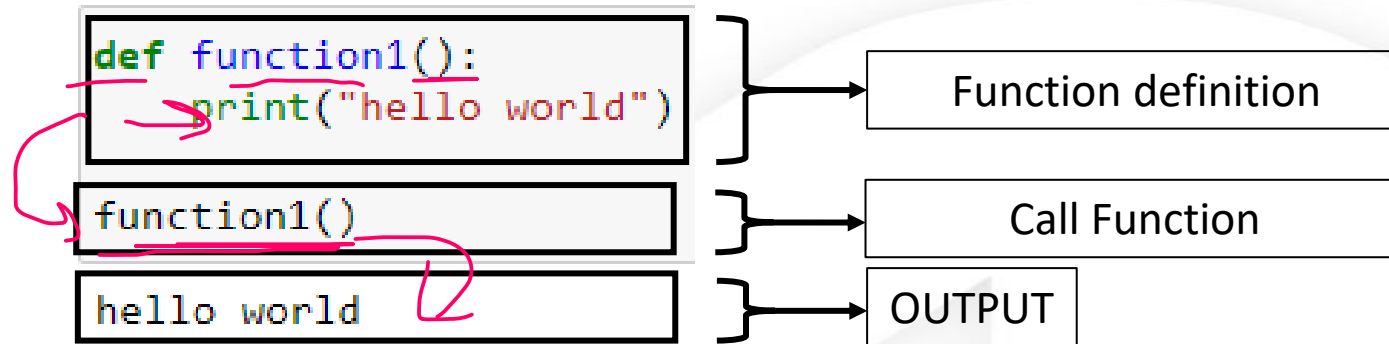 def function1():
    print("hello world")
Function definition
function1()
Call Function
hello world
OUTPUT